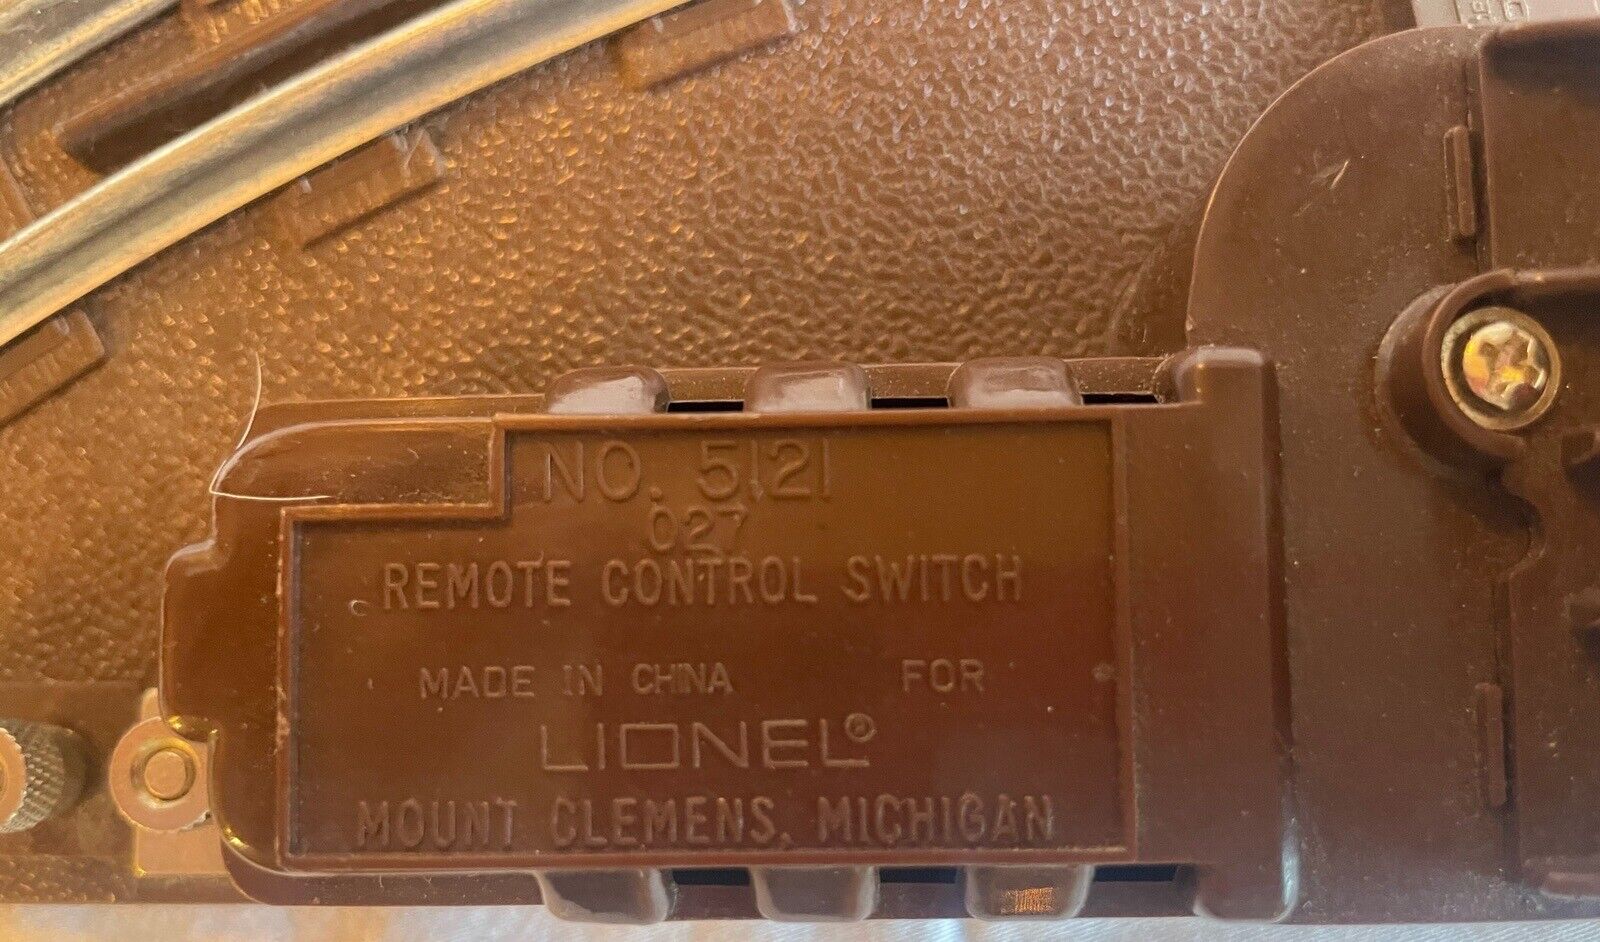 NO. 5121
027
REMOTE CONTROL SWITCH
MADE IN CHINA FOR
LIONEL®
MOUNT CLEMENS, MICHIGAN